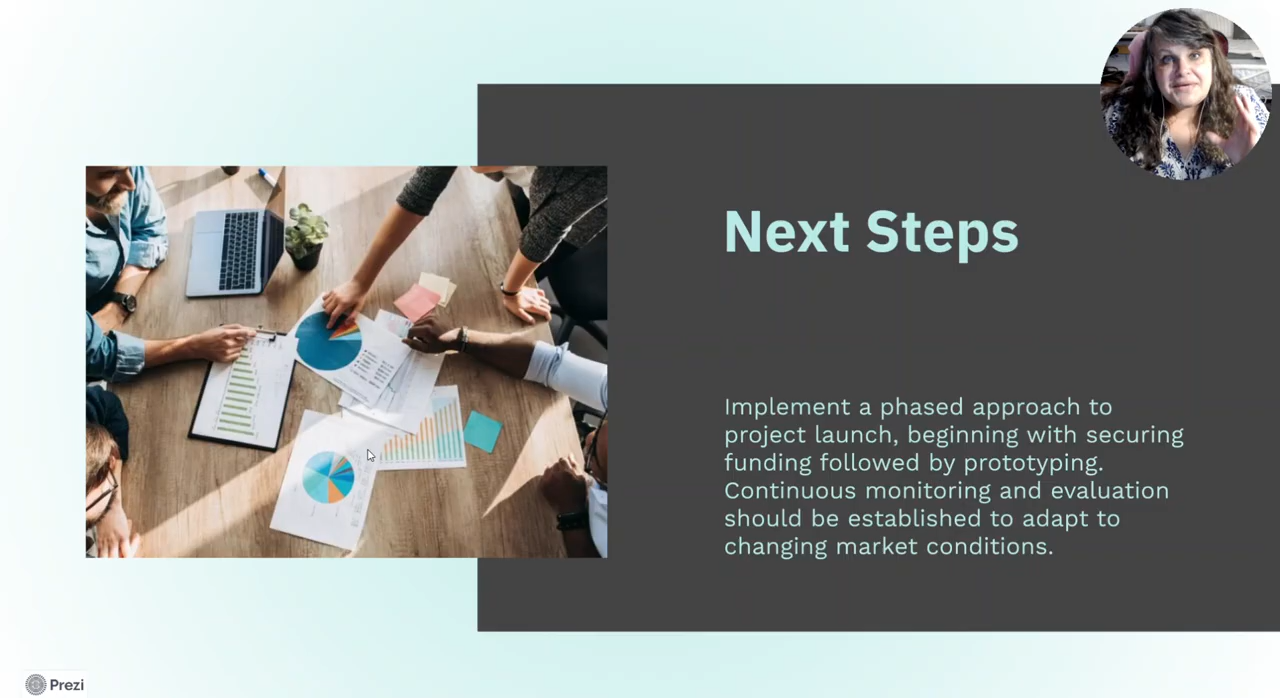 Next Steps
Implement a phased approach to
project launch, beginning with securing
funding followed by prototyping.
Continuous monitoring and evaluation
should be established to adapt to
changing market conditions.
Prezi